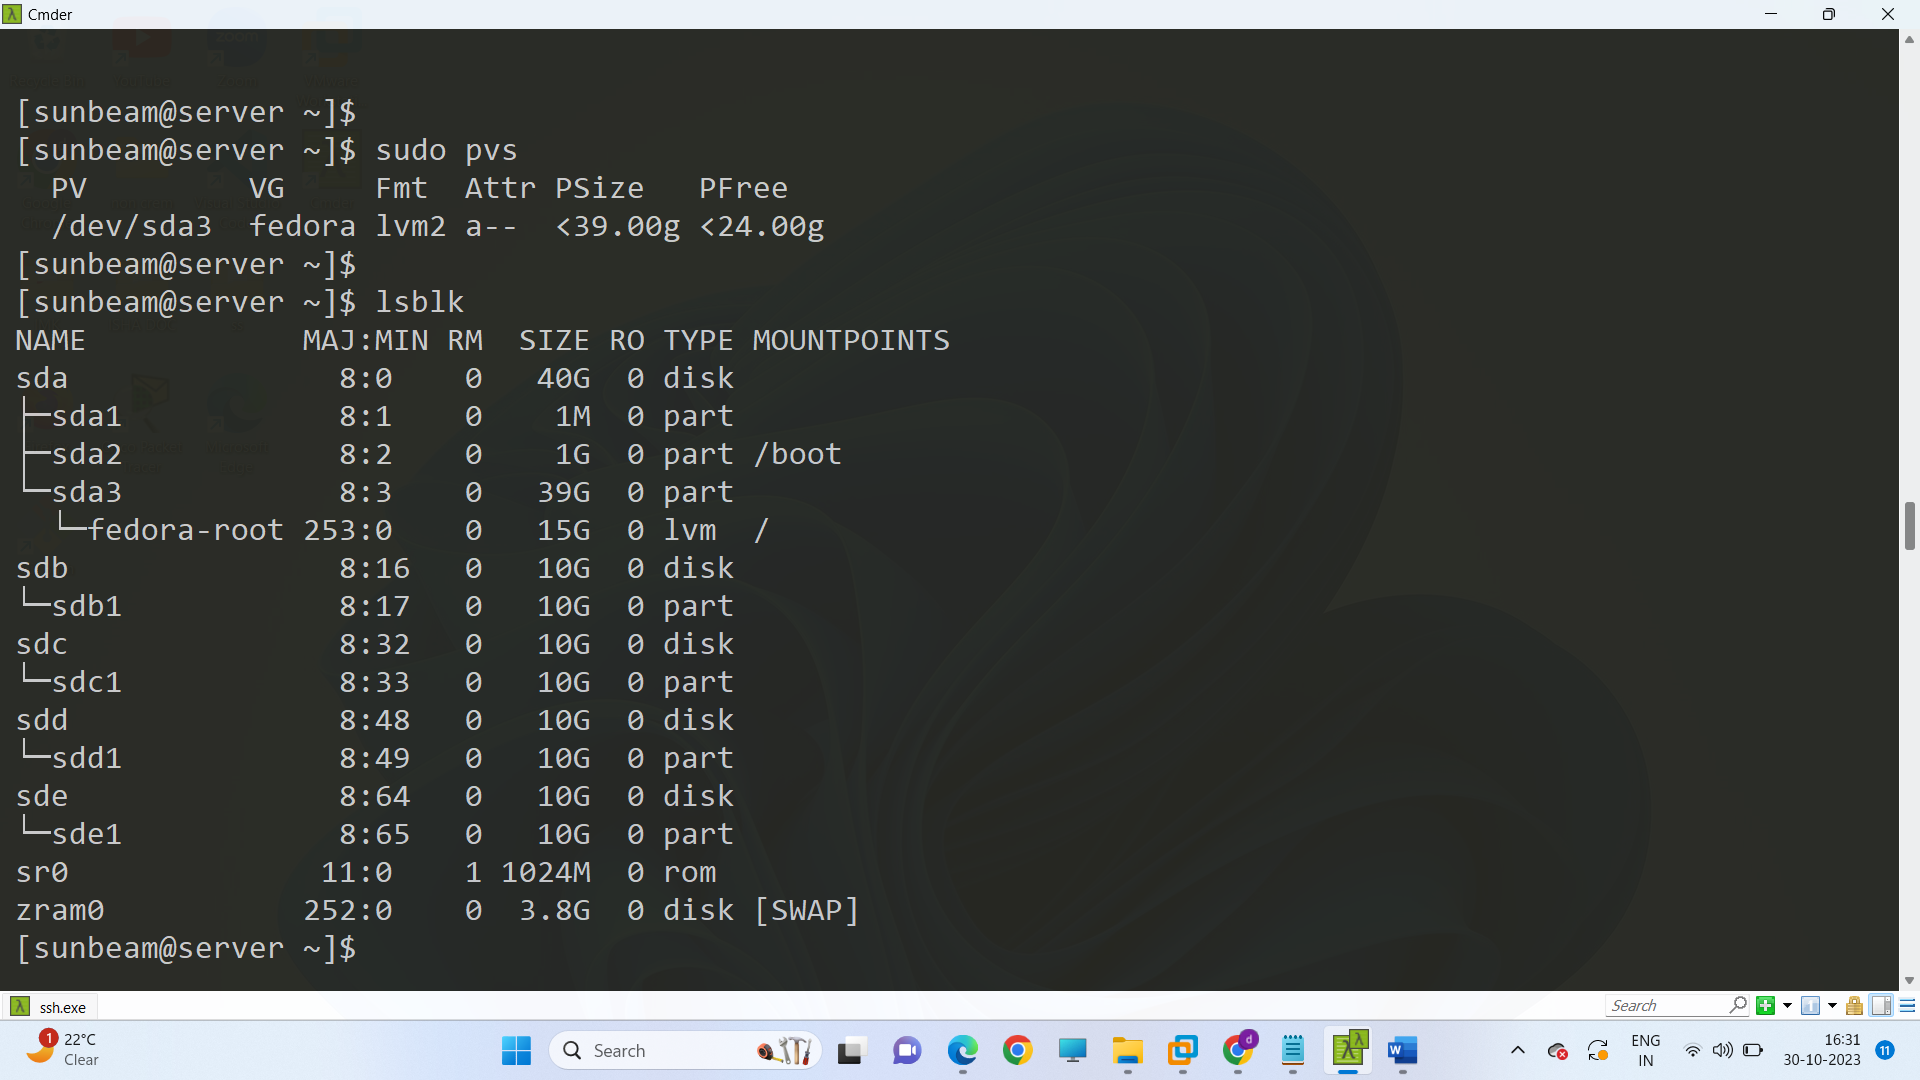 Cmder
[sunbeam@server ~]$
[sunbeam@server ~]$ sudo pvs
  PV         VG     Fmt  Attr PSize   PFree
  /dev/sda3  fedora lvm2 a--  <39.00g <24.00g
[sunbeam@server ~]$
[sunbeam@server ~]$ lsblk
NAME            MAJ:MIN RM  SIZE RO TYPE MOUNTPOINTS
sda               8:0    0   40G  0 disk
├─sda1            8:1    0    1M  0 part
├─sda2            8:2    0    1G  0 part /boot
└─sda3            8:3    0   39G  0 part
  └─fedora-root 253:0    0   15G  0 lvm  /
sdb               8:16   0   10G  0 disk
└─sdb1            8:17   0   10G  0 part
sdc               8:32   0   10G  0 disk
└─sdc1            8:33   0   10G  0 part
sdd               8:48   0   10G  0 disk
└─sdd1            8:49   0   10G  0 part
sde               8:64   0   10G  0 disk
└─sde1            8:65   0   10G  0 part
sr0              11:0    1 1024M  0 rom
zram0           252:0    0  3.8G  0 disk [SWAP]
[sunbeam@server ~]$
ssh.exe
Search
1
22°C
Clear
Search
d
W
ENG
IN
16:31
30-10-2023
11